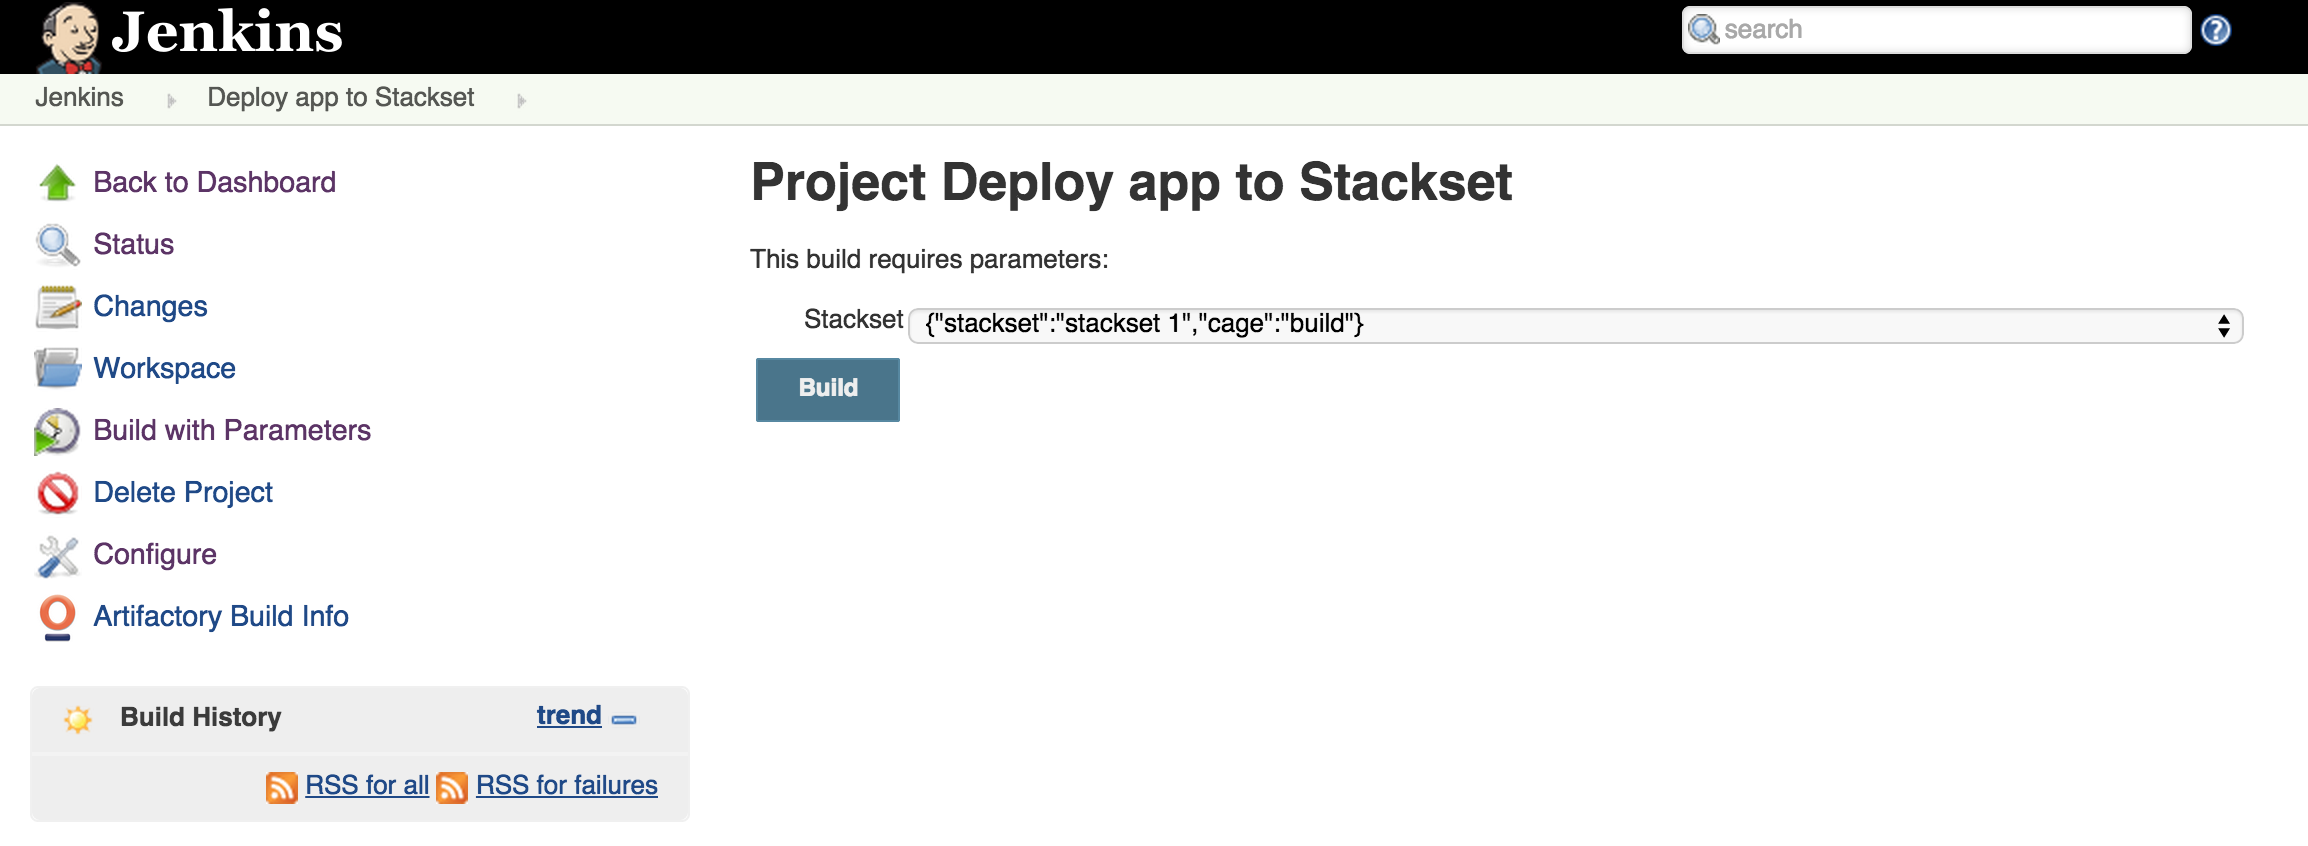 Jenkins
search
Jenkins
Deploy app to Stackset
Back to Dashboard
Status
Changes
Workspace
Build with Parameters
Delete Project
Configure
Artifactory Build Info
Build History
trend
RSS for all
RSS for failures
Project Deploy app to Stackset
This build requires parameters:
Stackset {"stackset":"stackset 1","cage":"build"}
Build